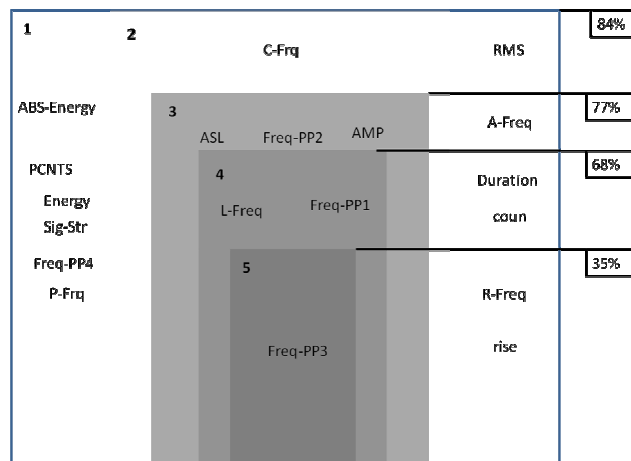 1
2
C-Frq
RMS
84%
ABS-Energy
3
77%
A-Freq
ASL
Freq-PP2
AMP
PCNTS
4
68%
Duration
Energy
L-Freq
Freq-PP1
coun
Sig-Str
Freq-PP4
5
35%
P-Frq
R-Freq
Freq-PP3
rise